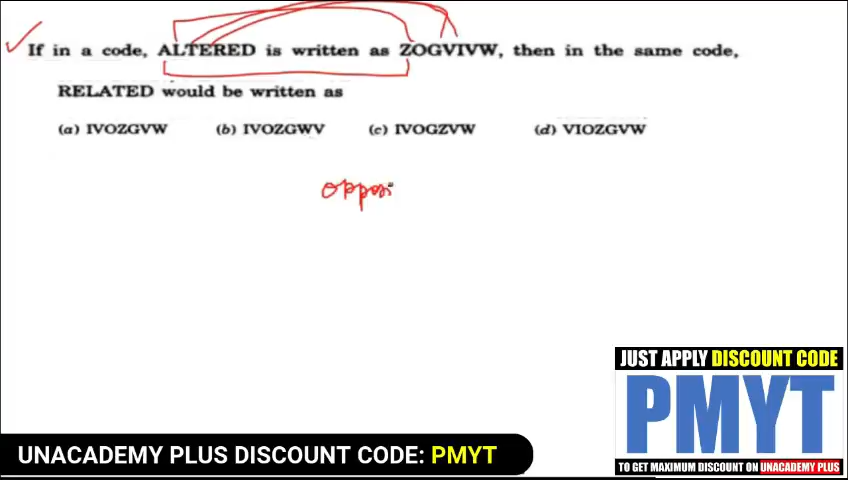 If in a code, ALTERED is written as ZOGVIVW, then in the same code,
RELATED would be written as
(a) IVOZGVW (b) IVOZGWV (c) IVOGZVW (d) VIOZGVW
oppos
JUST APPLY DISCOUNT CODE
PMYT
TO GET MAXIMUM DISCOUNT ON UNACADEMY PLUS
UNACADEMY PLUS DISCOUNT CODE: PMYT